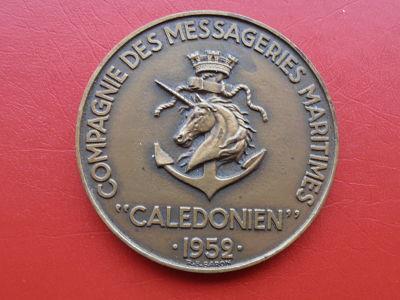 COMPAGNIE DES MESSAGERIES MARITIMES
"CALEDONIEN"
·1952·